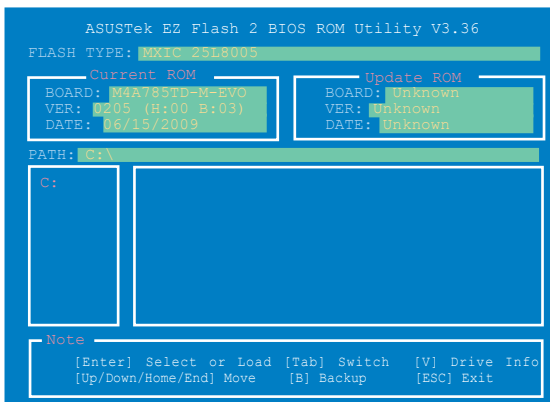 ASUSTek EZ Flash 2 BIOS ROM Utility V3.36
FLASH TYPE: MXIC 25L8005
Current ROM
BOARD: M4A785TD-M-EVO
VER: 0205 (H:00 B:03)
DATE: 06/15/2009
Update ROM
BOARD: Unknown
VER: Unknown
DATE: Unknown
PATH: C:\
C:
Note
[Enter] Select or Load [Tab] Switch [V] Drive Info
[Up/Down/Home/End] Move [B] Backup [ESC] Exit